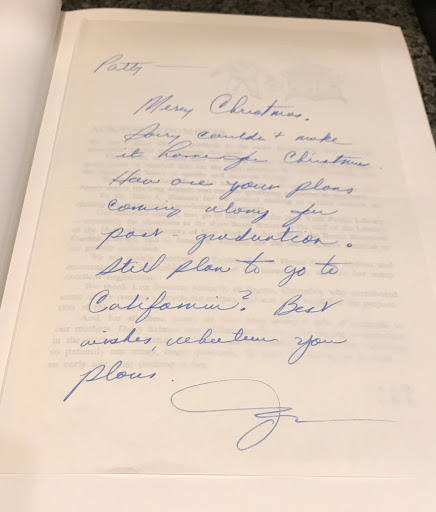 Patty —
Merry Christmas.
Sorry couldn't make
it home for Christmas.
How are your plans
coming along for
post-graduation.
Still plan to go to
California? Best
wishes, whatever your
plans.